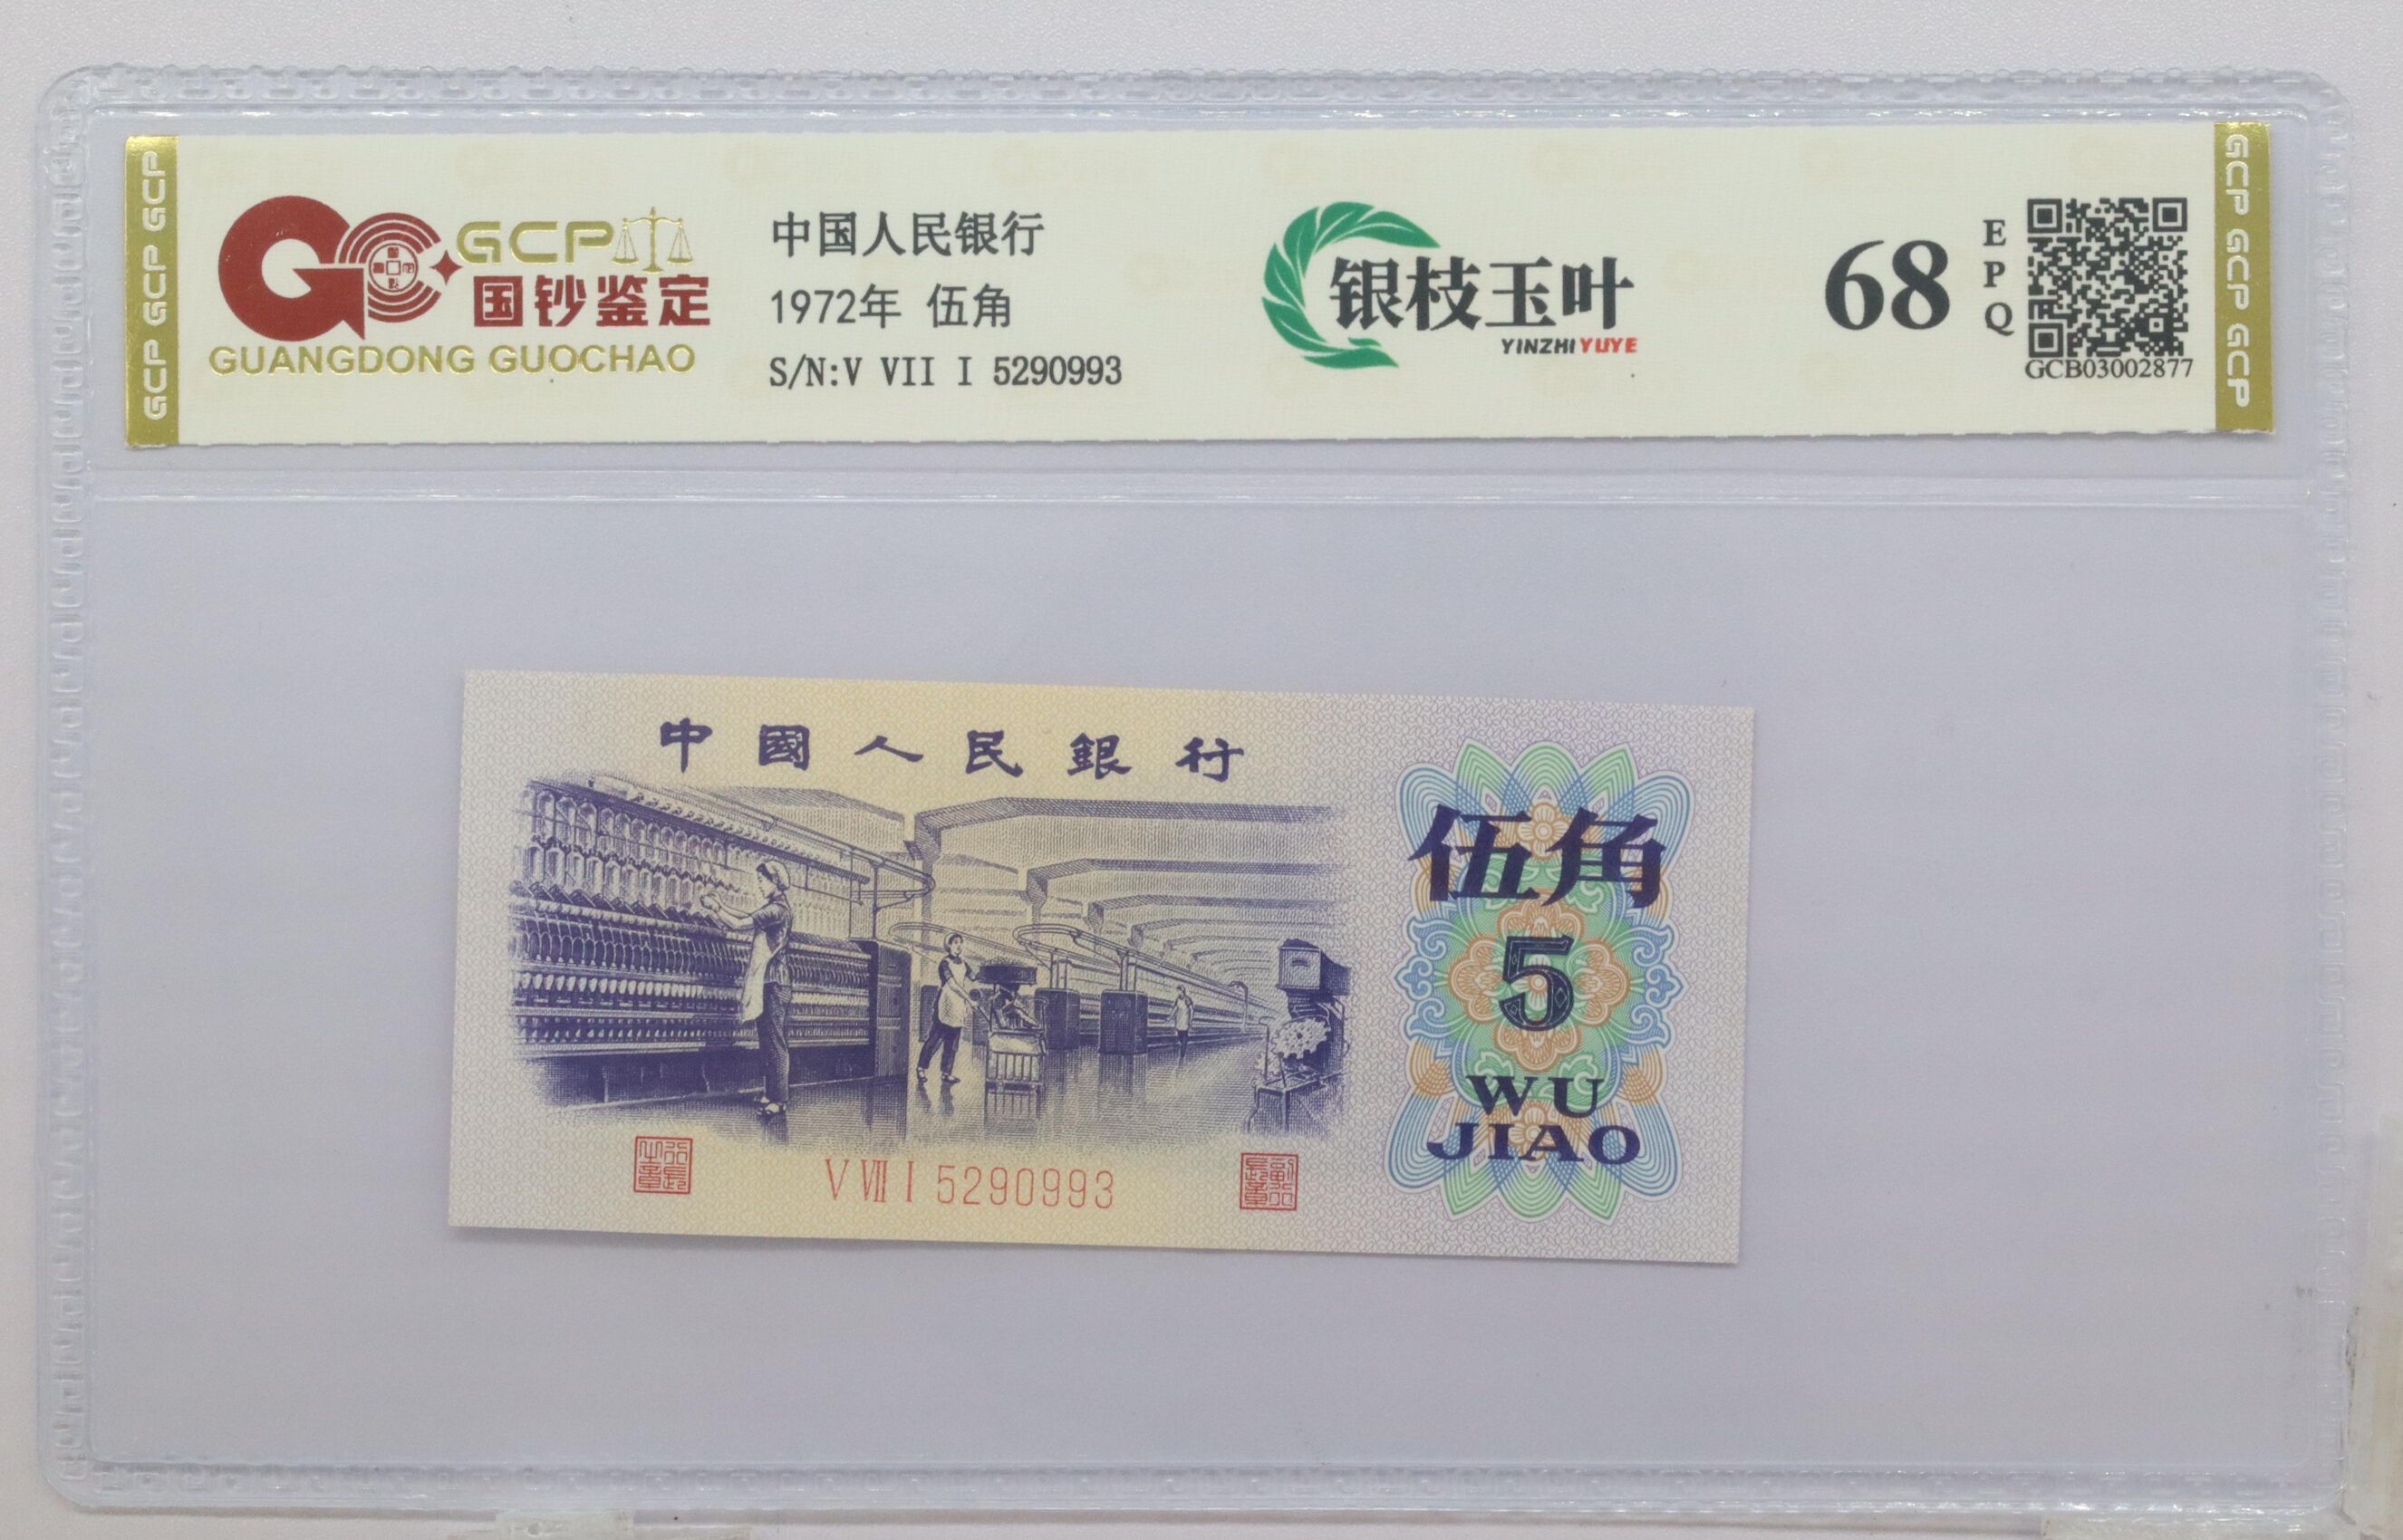 GCP GCP GCP
GCP
国钞鉴定
GUANGDONG GUOCHAO
中国人民银行
1972年 伍角
S/N:V VII I 5290993
银枝玉叶
YINZHI YUYE
68
EPQ
GCB03002877
GCP GCP GCP
中國人民銀行
伍角
5
WU
JIAO
V VII I 5290993